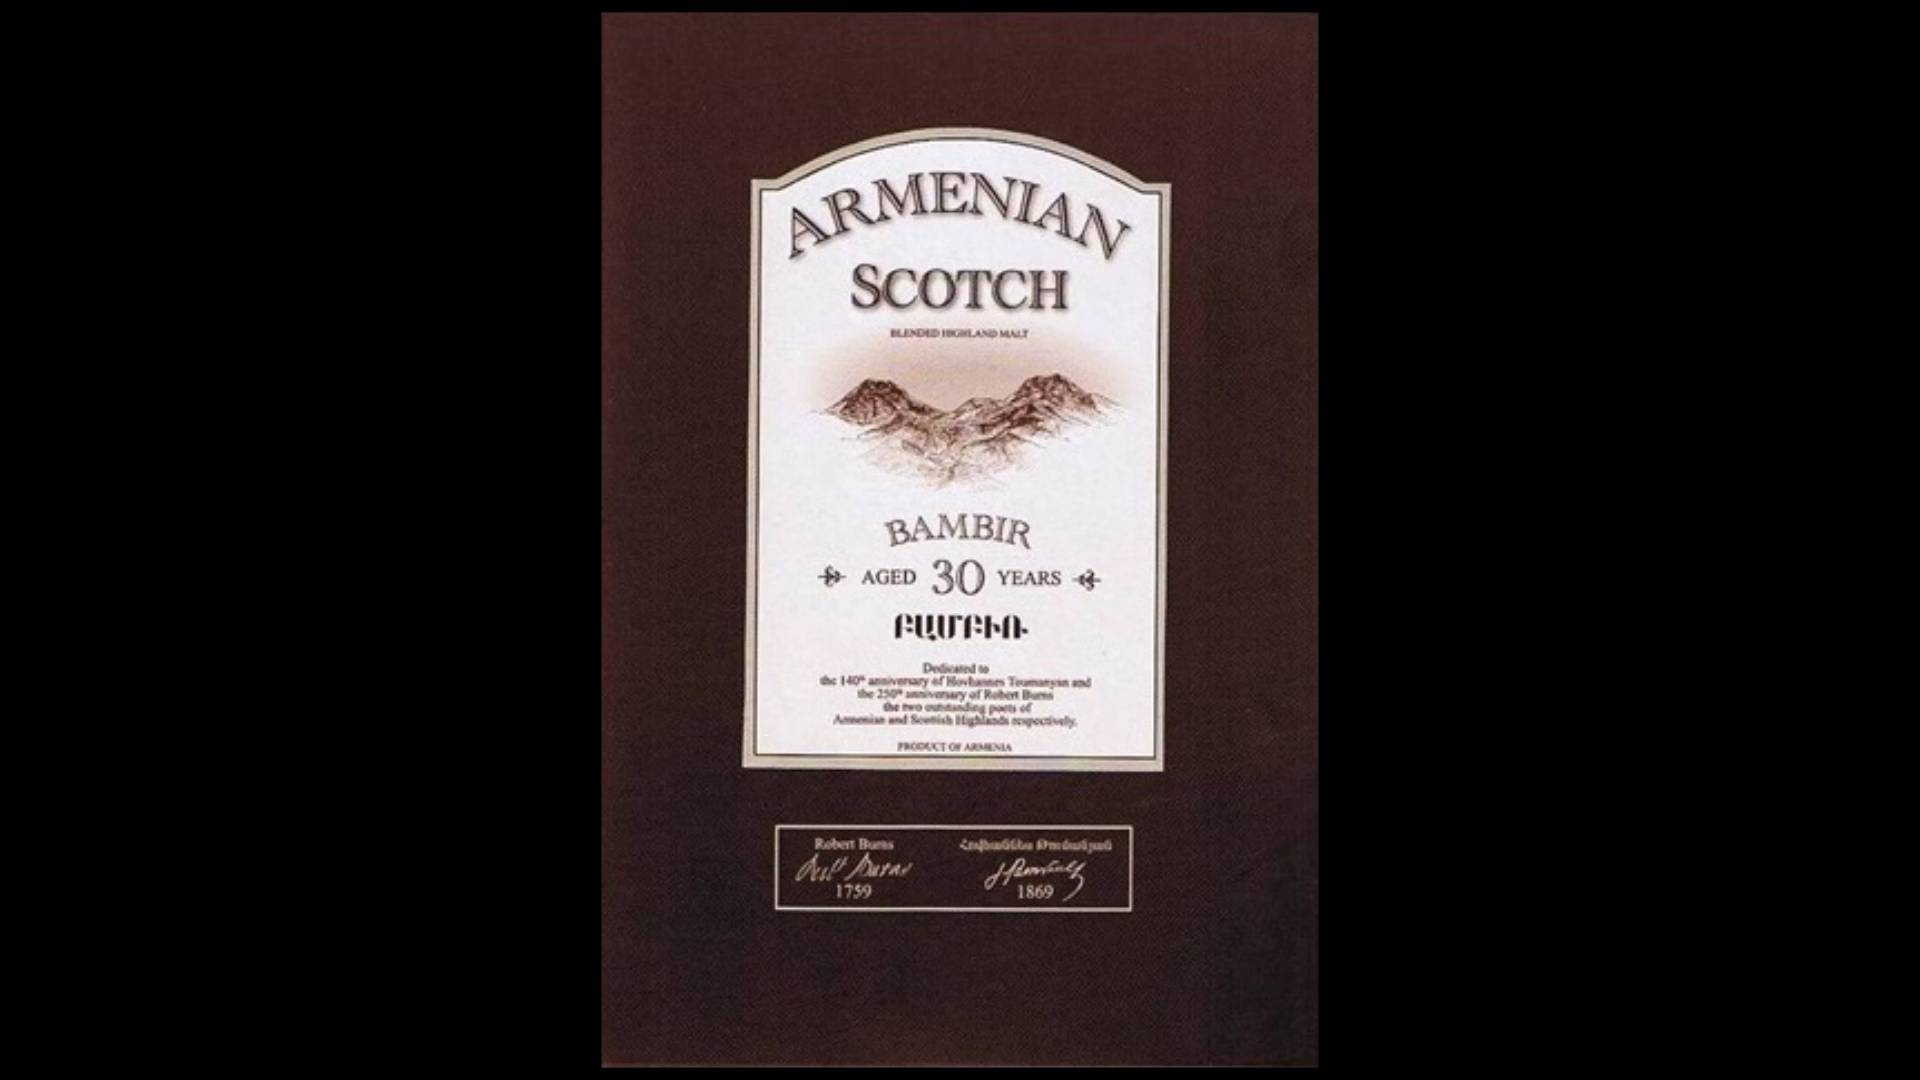 ARMENIAN
SCOTCH
BLENDED HIGHLAND MALT
BAMBIR
AGED 30 YEARS
ԲԱՄԲԻՌ
Dedicated to
the 140th anniversary of Hovhannes Toumanyan and
the 250th anniversary of Robert Burns
the two outstanding poets of
Armenian and Scottish Highlands respectively.
PRODUCT OF ARMENIA
Robert Burns Հովհաննես Թումանյան
Robt Burns
1759 1869